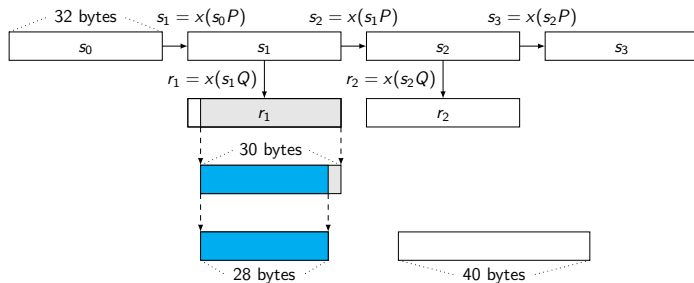 s₁ = x(s₀P) s₂ = x(s₁P) s₃ = x(s₂P)
32 bytes
s₀ s₁ s₂ s₃
r₁ = x(s₁Q) r₂ = x(s₂Q)
r₁ r₂
30 bytes
28 bytes 40 bytes